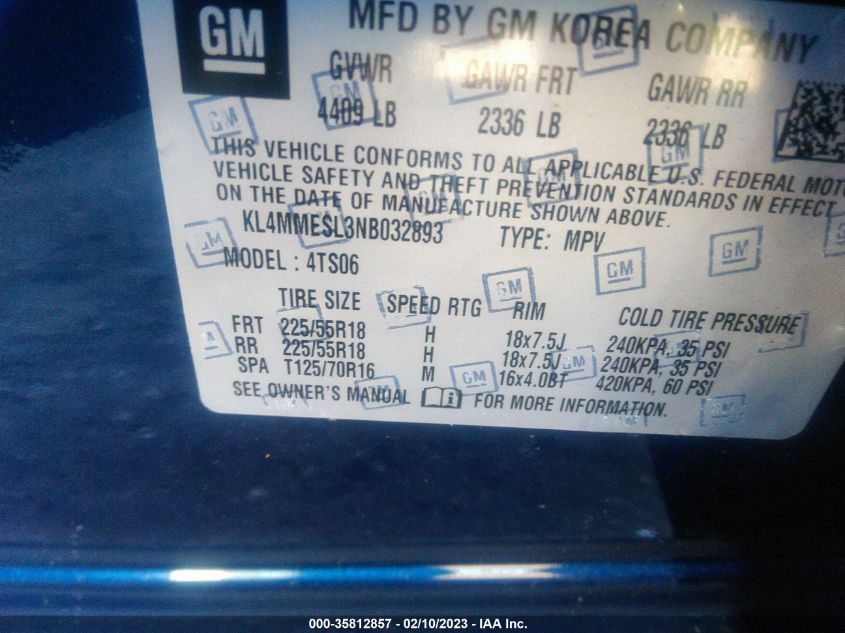 GM
MFD BY GM KOREA COMPANY
GVWR GAWR FRT GAWR RR
4409 LB 2336 LB 2336 LB
THIS VEHICLE CONFORMS TO ALL APPLICABLE U.S. FEDERAL MOT
VEHICLE SAFETY AND THEFT PREVENTION STANDARDS IN EFFECT
ON THE DATE OF MANUFACTURE SHOWN ABOVE.
KL4MMESL3NB032893 TYPE: MPV
MODEL : 4TS06
TIRE SIZE SPEED RTG RIM COLD TIRE PRESSURE
FRT 225/55R18 H 18x7.5J 240KPA, 35 PSI
RR 225/55R18 H 18x7.5J 240KPA, 35 PSI
SPA T125/70R16 M 16x4.0BT 420KPA, 60 PSI
SEE OWNER'S MANUAL i FOR MORE INFORMATION.
000-35812857 - 02/10/2023 - IAA Inc.